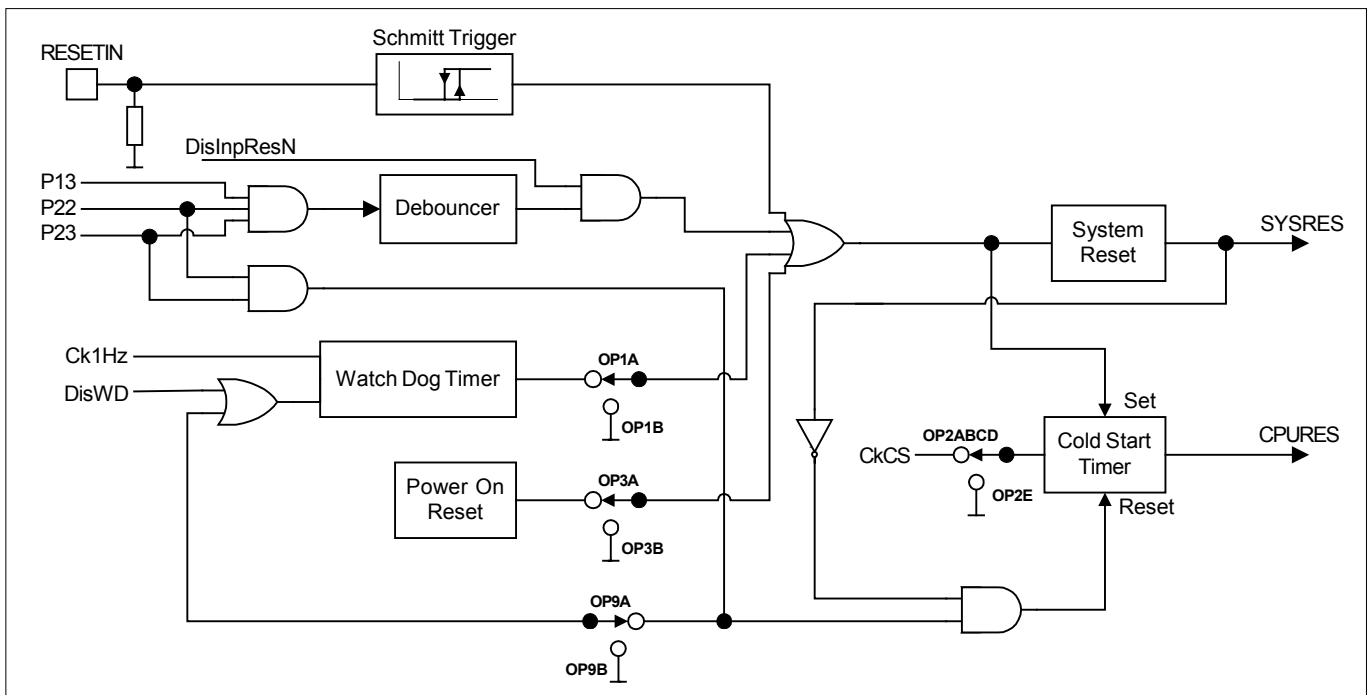 Schmitt Trigger
RESETIN
DisInpResN
P13
P22
P23
Debouncer
System
Reset
SYSRES
Ck1Hz
DisWD
Watch Dog Timer
OP1A
OP1B
Set
CkCS
OP2ABCD
OP2E
Cold Start
Timer
CPURES
Reset
Power On
Reset
OP3A
OP3B
OP9A
OP9B